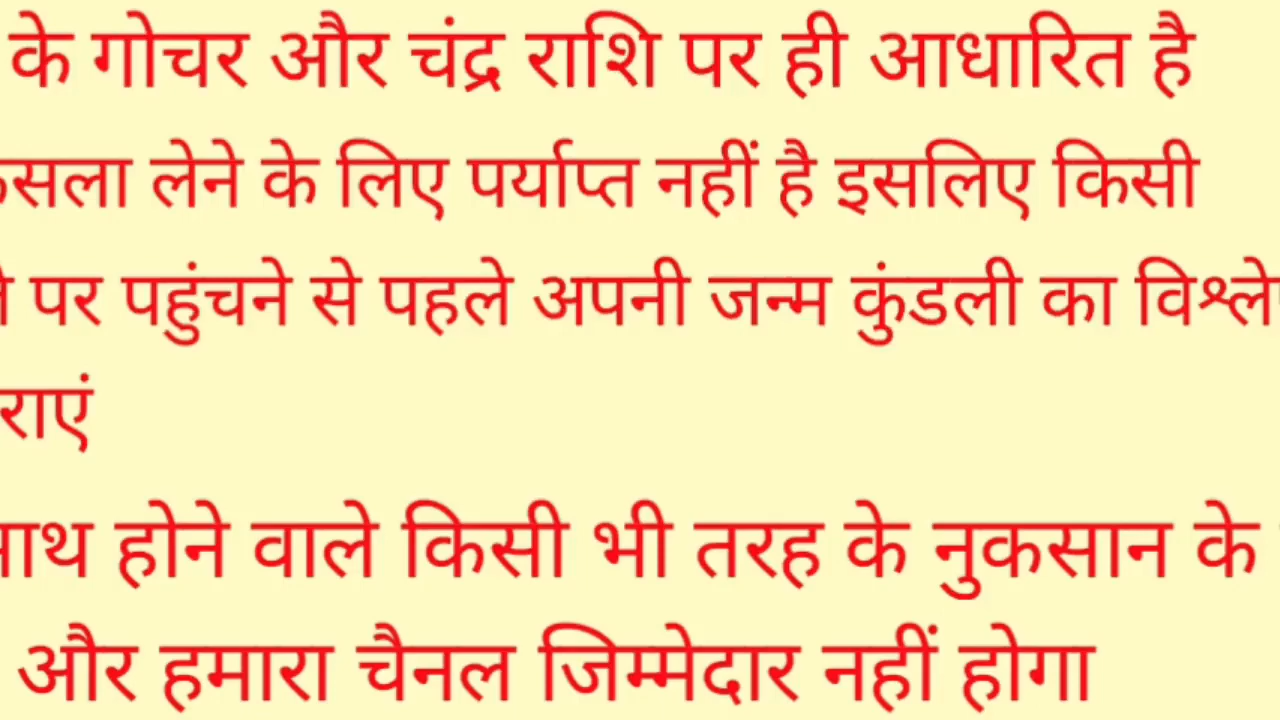 के गोचर और चंद्र राशि पर ही आधारित है
लेने के लिए पर्याप्त नहीं है इसलिए किसी
पर पहुंचने से पहले अपनी जन्म कुंडली का
होने वाले किसी भी तरह के नुकसान के
और हमारा चैनल जिम्मेदार नहीं होगा